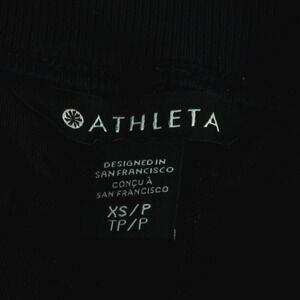 ATHLETA
DESIGNED IN
SAN FRANCISCO
CONÇU À
SAN FRANCISCO
XS/P
TP/P